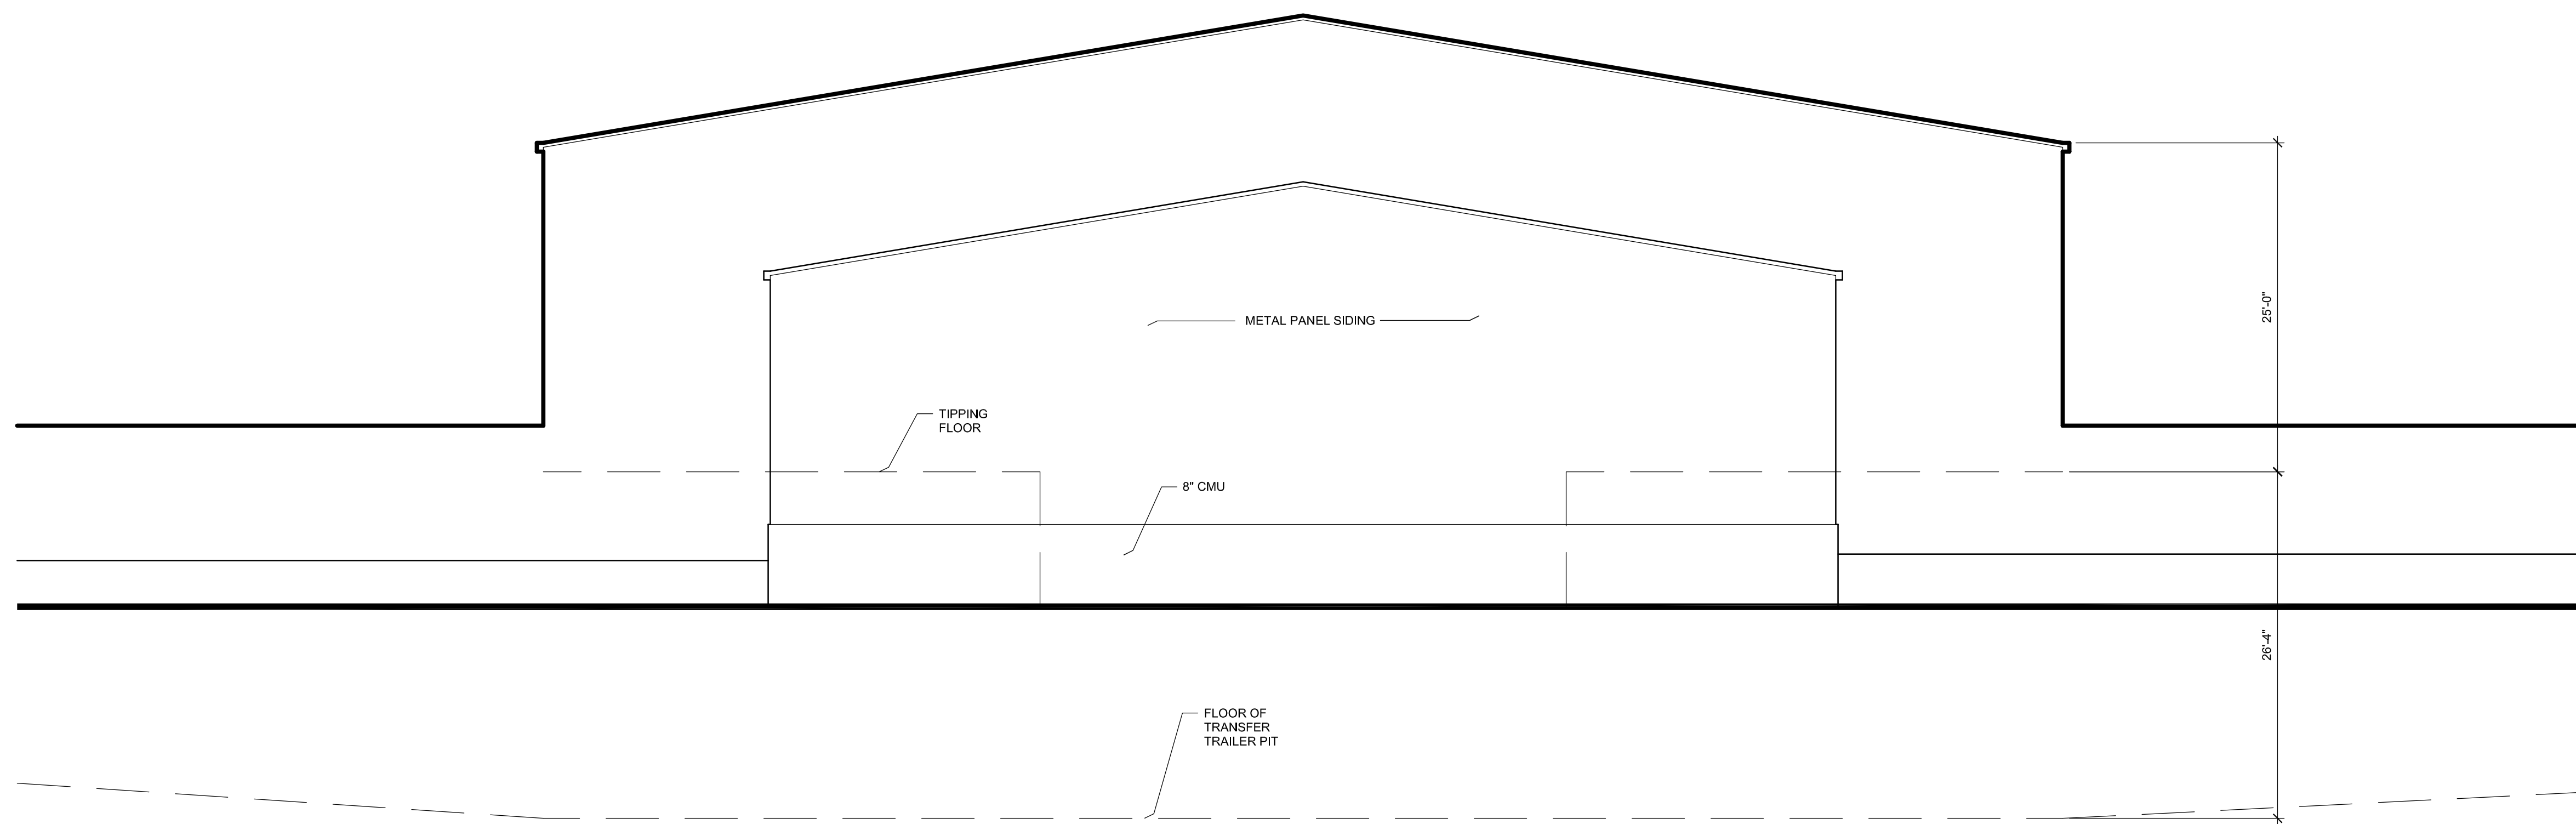 METAL PANEL SIDING
25'-0"
TIPPING
FLOOR
8" CMU
26'-4"
FLOOR OF
TRANSFER
TRAILER PIT